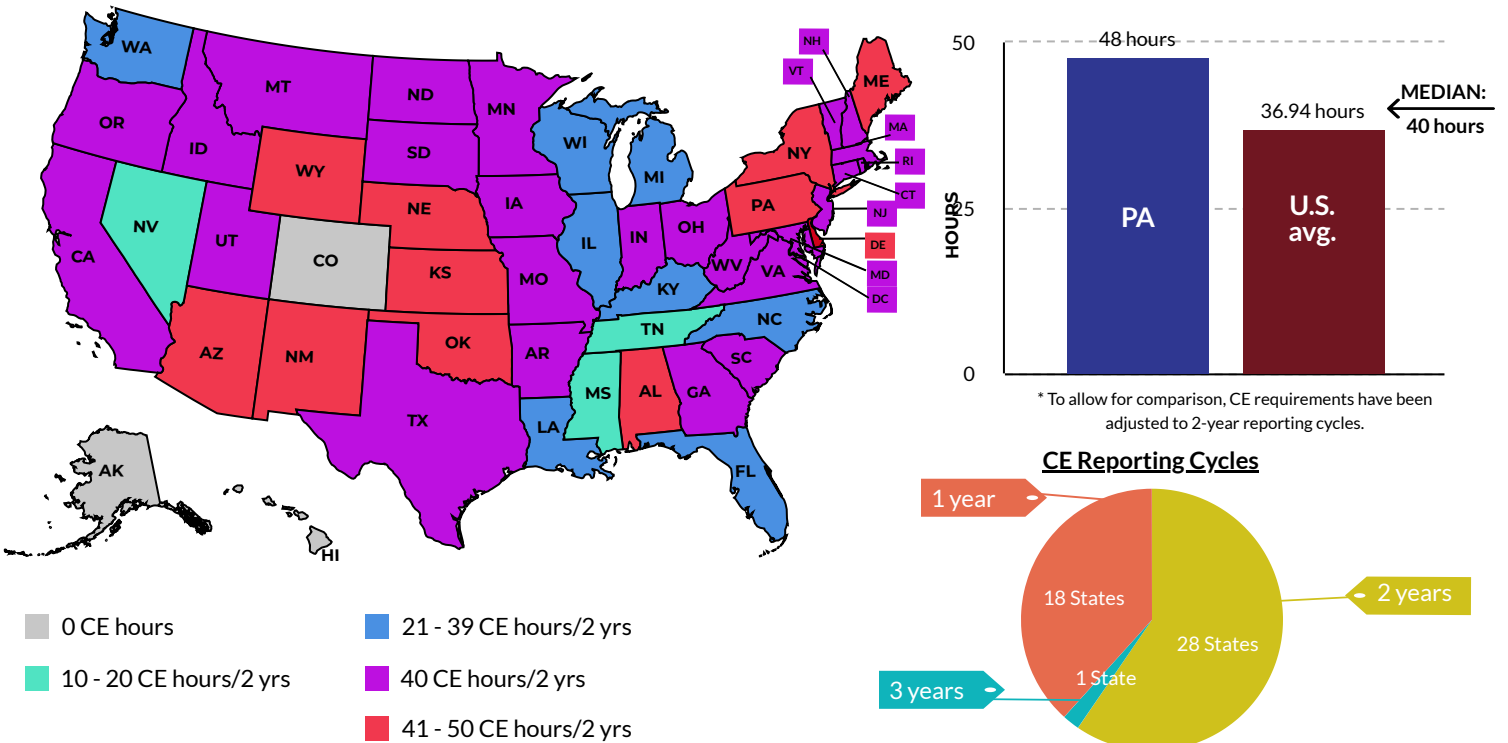 WA
MT
ND
MN
OR
ID
SD
WI
MI
WY
NE
IA
NY
ME
NH
VT
MA
RI
CT
NJ
DE
MD
DC
PA
NV
UT
CO
CA
KS
MO
IL
IN
OH
WV
VA
KY
NC
TN
SC
AZ
NM
OK
AR
MS
AL
GA
TX
LA
FL
AK
HI
0 CE hours
10 - 20 CE hours/2 yrs
21 - 39 CE hours/2 yrs
40 CE hours/2 yrs
41 - 50 CE hours/2 yrs
50
25
0
HOURS
48 hours
PA
36.94 hours
U.S.
avg.
MEDIAN:
40 hours
* To allow for comparison, CE requirements have been
adjusted to 2-year reporting cycles.
CE Reporting Cycles
1 year
18 States
2 years
28 States
1 State
3 years